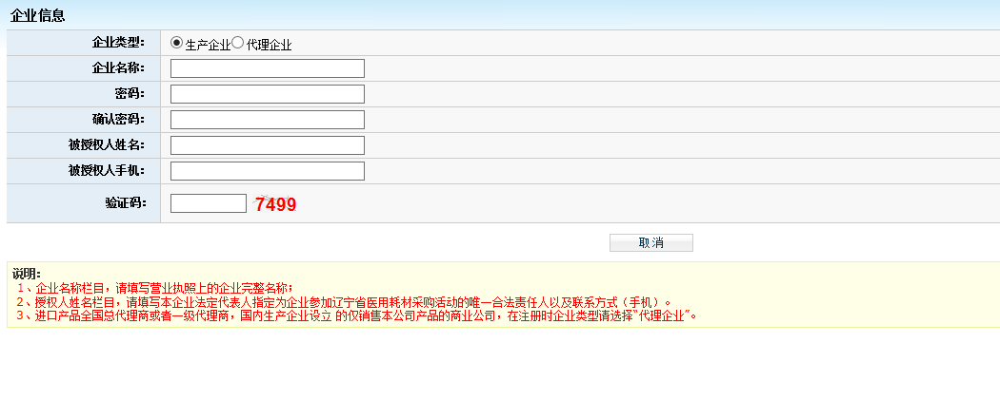 企业信息
企业类型： 生产企业 代理企业
企业名称：
密码：
确认密码：
被授权人姓名：
被授权人手机：
验证码： 7499
取消
说明：
1、企业名称栏目，请填写营业执照上的企业完整名称；
2、授权人姓名栏目，请填写本企业法定代表人指定为企业参加辽宁省医用耗材采购活动的唯一合法责任人以及联系方式（手机）。
3、进口产品全国总代理商或者一级代理商，国内生产企业设立 的仅销售本公司产品的商业公司，在注册时企业类型请选择“代理企业”。